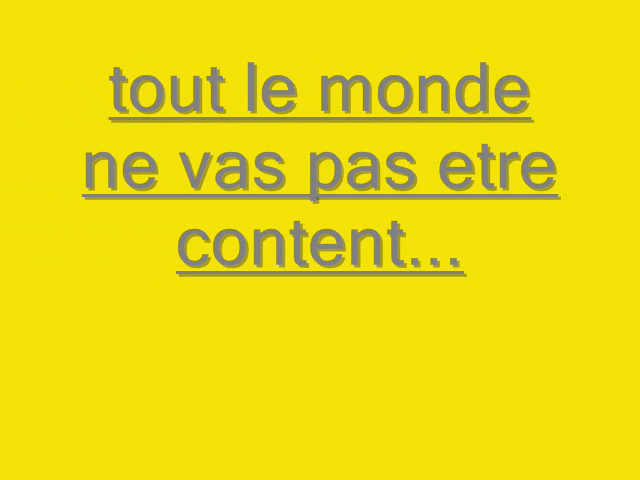 tout le monde
ne vas pas etre
content...